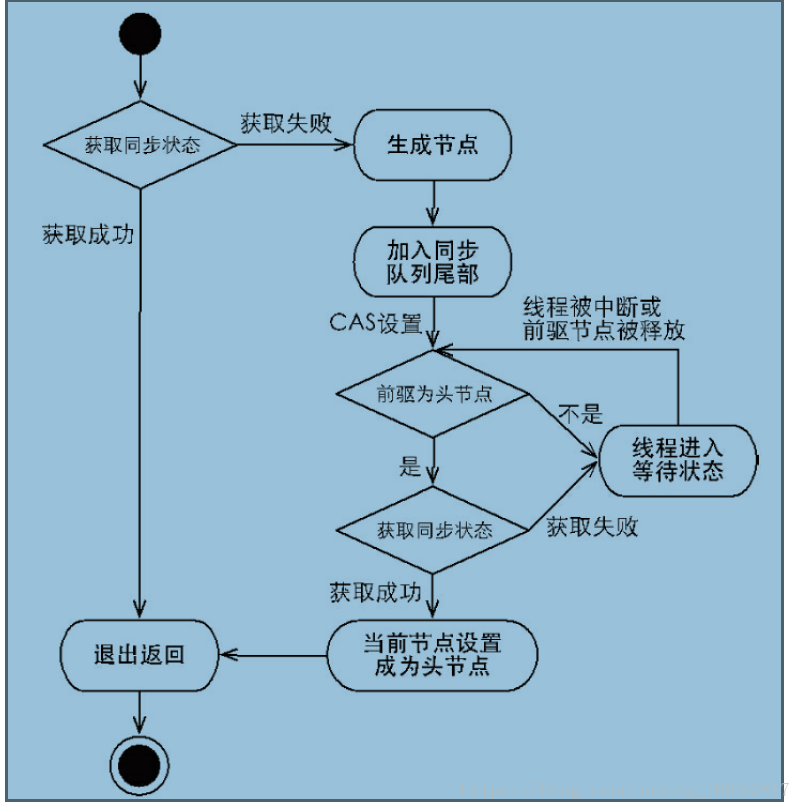 获取同步状态
获取失败
生成节点
获取成功
加入同步
队列尾部
CAS设置
线程被中断或
前驱节点被释放
前驱为头节点
不是
线程进入
等待状态
是
获取同步状态
获取失败
获取成功
退出返回
当前节点设置
成为头节点